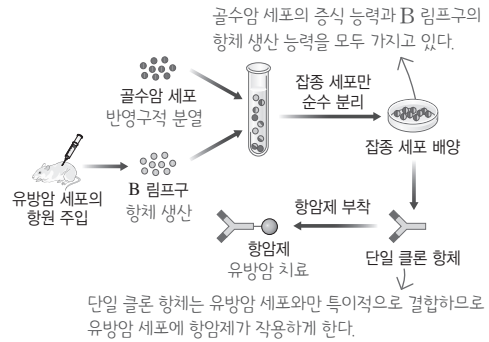 골수암 세포의 증식 능력과 B 림프구의
항체 생산 능력을 모두 가지고 있다.
골수암 세포
반영구적 분열
잡종 세포만
순수 분리
잡종 세포 배양
유방암 세포의
항원 주입
B 림프구
항체 생산
항암제 부착
항암제
유방암 치료
단일 클론 항체
단일 클론 항체는 유방암 세포와만 특이적으로 결합하므로
유방암 세포에 항암제가 작용하게 한다.